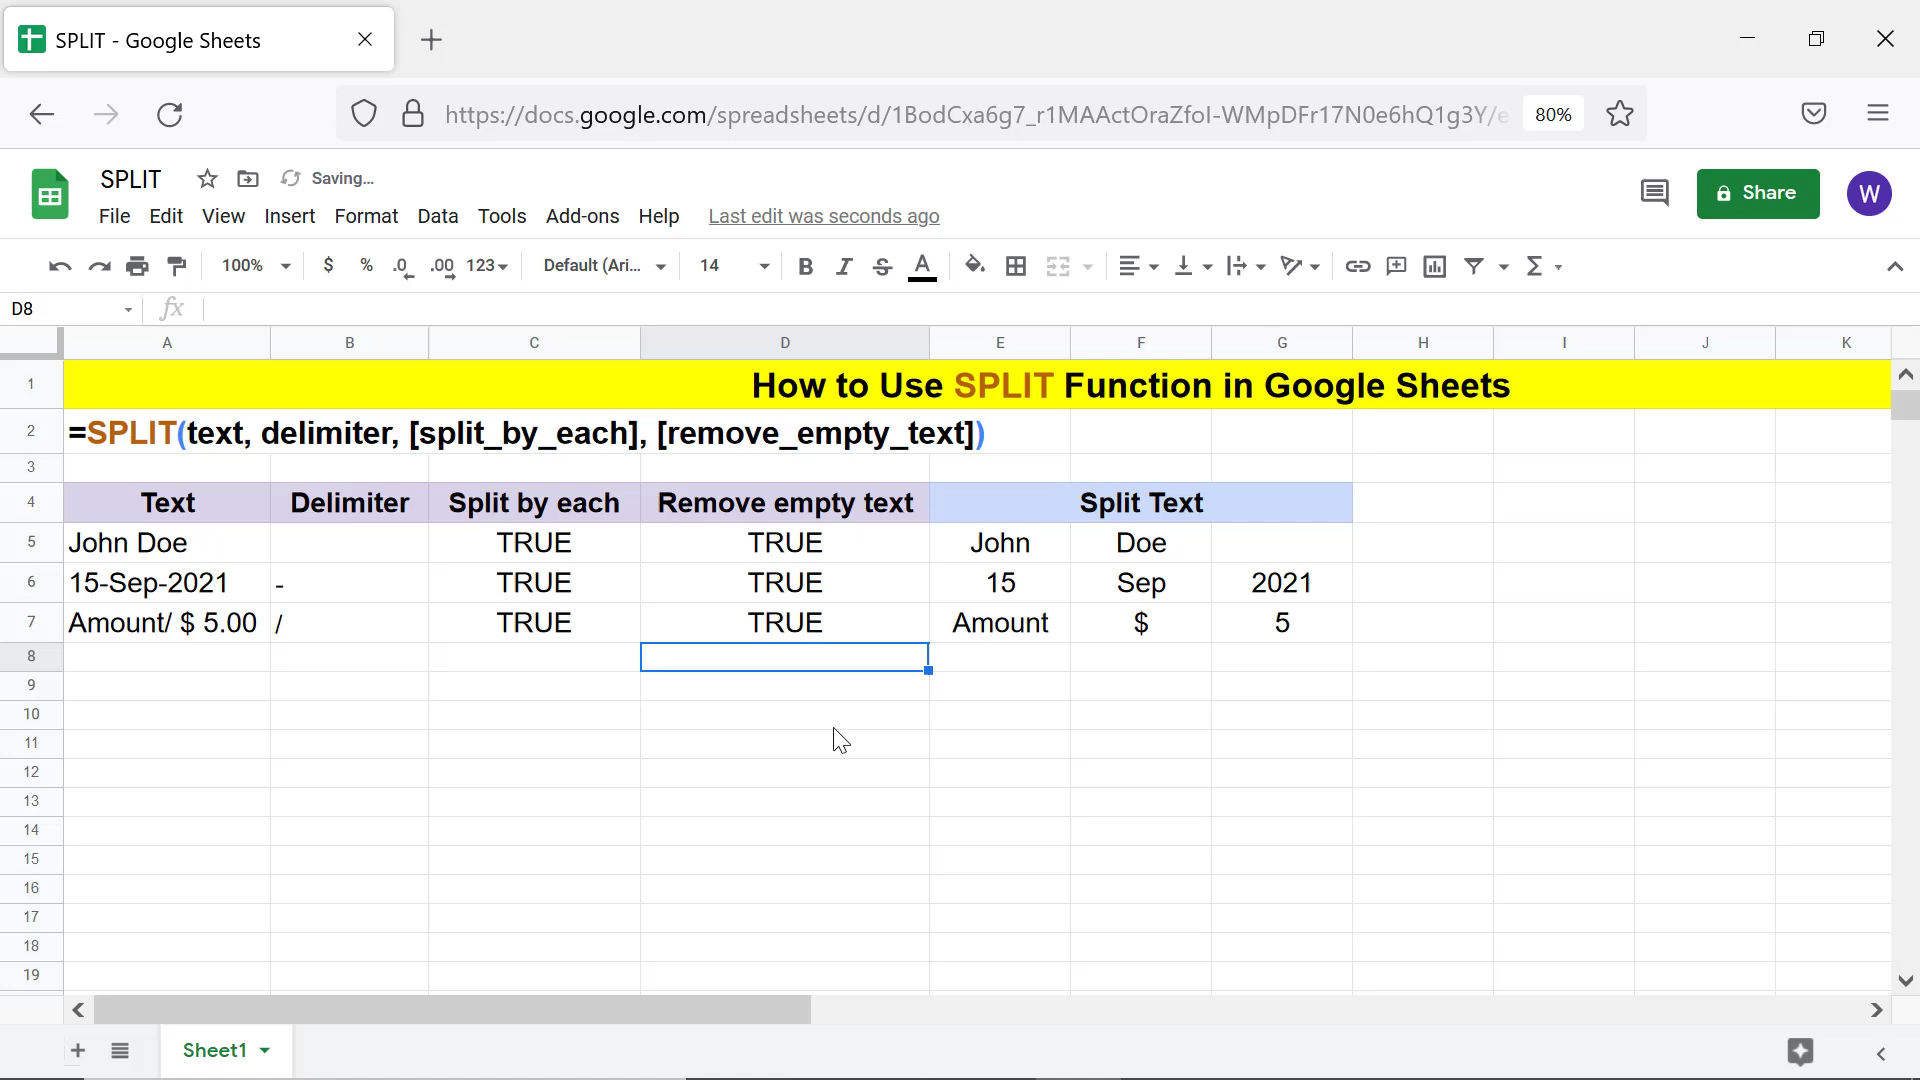 SPLIT - Google Sheets
https://docs.google.com/spreadsheets/d/1BodCxa6g7_r1MAActOraZfoI-WMpDFr17N0e6hQ1g3Y/e 80%
SPLIT Saving...
Share W
File Edit View Insert Format Data Tools Add-ons Help Last edit was seconds ago
100% $ % .0 .00 123 Default (Ari... 14 B I S A Σ
D8 fx
A B C D E F G H I J K
1 How to Use SPLIT Function in Google Sheets
2 =SPLIT(text, delimiter, [split_by_each], [remove_empty_text])
3
4 Text Delimiter Split by each Remove empty text Split Text
5 John Doe TRUE TRUE John Doe
6 15-Sep-2021 - TRUE TRUE 15 Sep 2021
7 Amount/ $ 5.00 / TRUE TRUE Amount $ 5
8
9
10
11
12
13
14
15
16
17
18
19
Sheet1